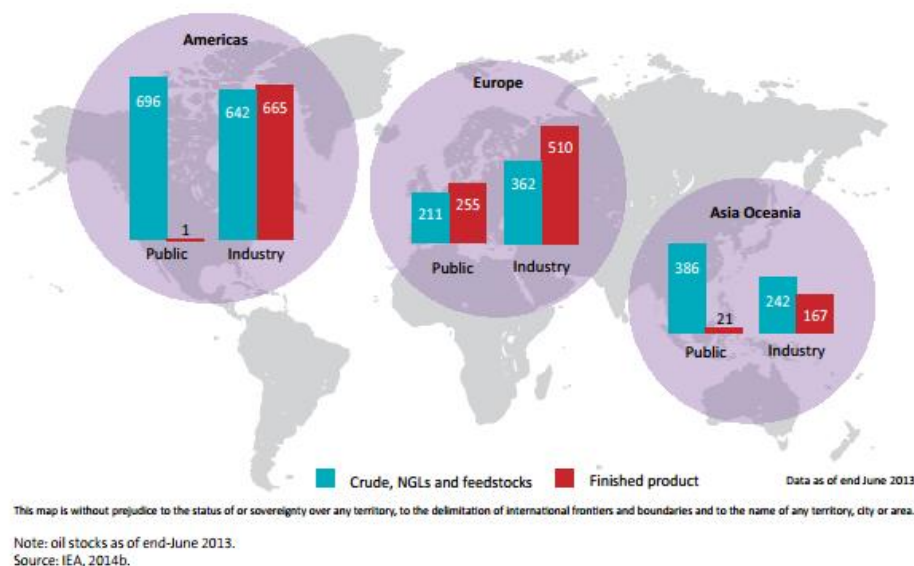 Americas
696
1
642
665
Public
Industry
Europe
211
255
362
510
Public
Industry
Asia Oceania
386
21
242
167
Public
Industry
Crude, NGLs and feedstocks
Finished product
Data as of end June 2013
This map is without prejudice to the status of or sovereignty over any territory, to the delimitation of international frontiers and boundaries and to the name of any territory, city or area.
Note: oil stocks as of end-June 2013.
Source: IEA, 2014b.